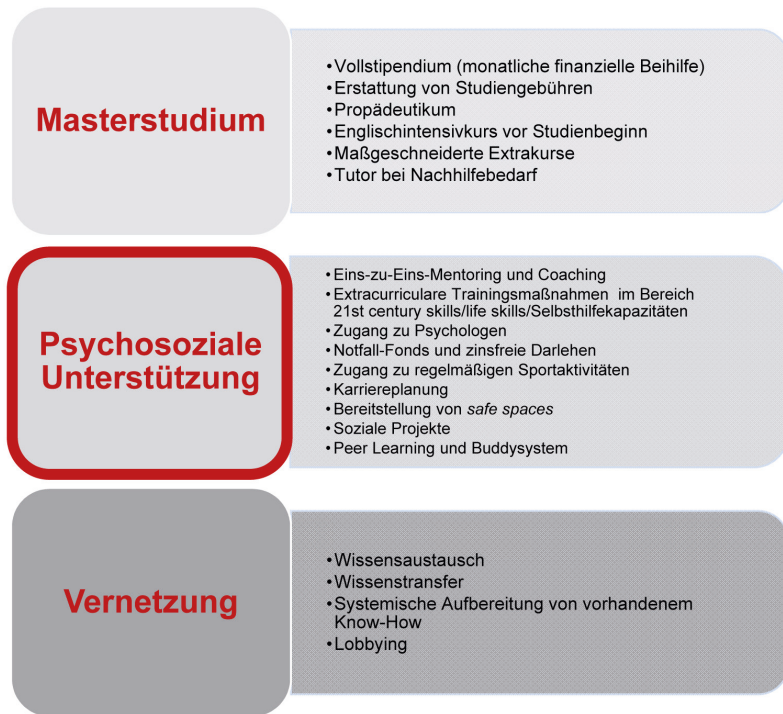 Masterstudium
•Vollstipendium (monatliche finanzielle Beihilfe)
•Erstattung von Studiengebühren
•Propädeutikum
•Englischintensivkurs vor Studienbeginn
•Maßgeschneiderte Extrakurse
•Tutor bei Nachhilfebedarf
Psychosoziale
Unterstützung
•Eins-zu-Eins-Mentoring und Coaching
•Extracurriculare Trainingsmaßnahmen im Bereich
21st century skills/life skills/Selbsthilfekapazitäten
•Zugang zu Psychologen
•Notfall-Fonds und zinsfreie Darlehen
•Zugang zu regelmäßigen Sportaktivitäten
•Karriereplanung
•Bereitstellung von safe spaces
•Soziale Projekte
•Peer Learning und Buddysystem
Vernetzung
•Wissensaustausch
•Wissenstransfer
•Systemische Aufbereitung von vorhandenem
Know-How
•Lobbying